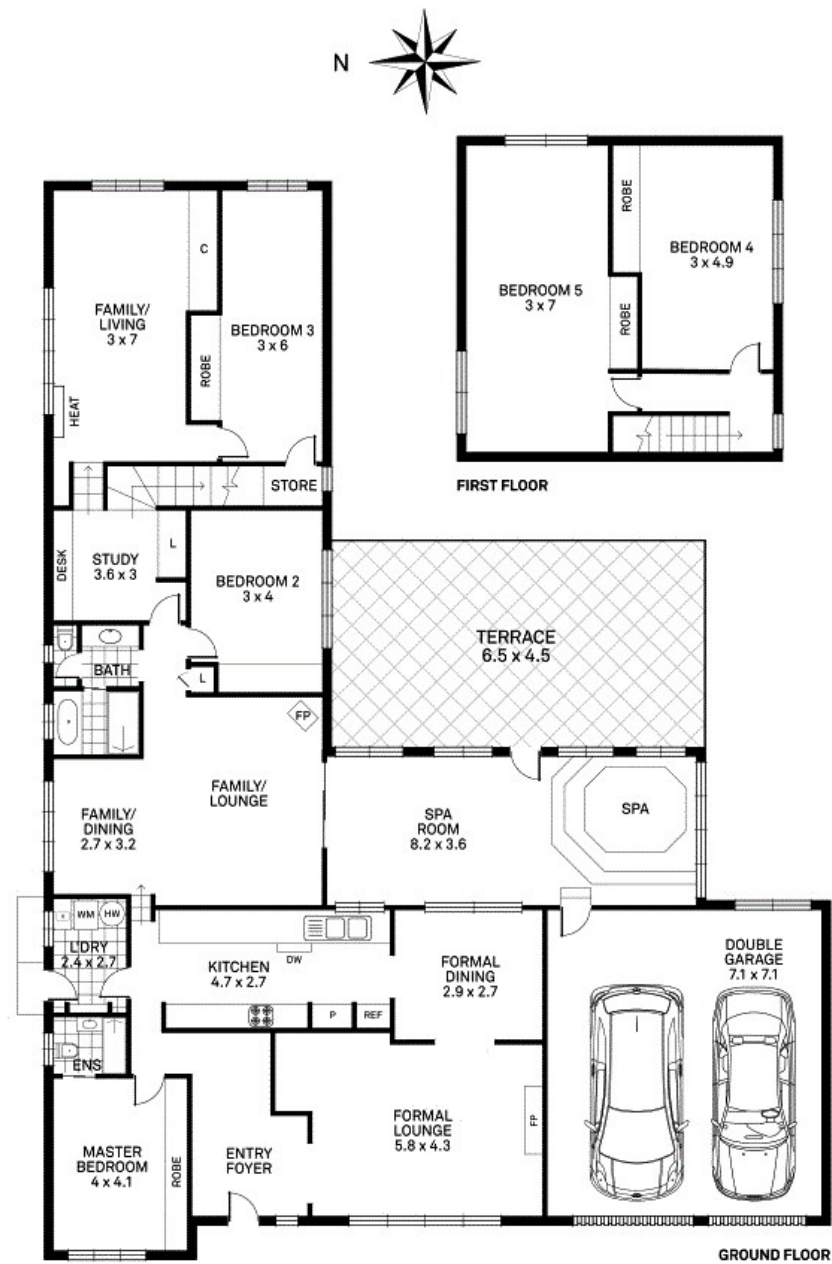 N
ROBE
BEDROOM 4
3 x 4.9
BEDROOM 5
3 x 7
ROBE
FIRST FLOOR
C
FAMILY/
LIVING
3 x 7
BEDROOM 3
3 x 6
ROBE
HEAT
STORE
DESK
STUDY
3.6 x 3
L
BEDROOM 2
3 x 4
BATH
L
TERRACE
6.5 x 4.5
FP
FAMILY/
LOUNGE
FAMILY/
DINING
2.7 x 3.2
SPA
ROOM
8.2 x 3.6
SPA
WM
HW
L'DRY
2.4 x 2.7
KITCHEN
4.7 x 2.7
DW
P
REF
FORMAL
DINING
2.9 x 2.7
DOUBLE
GARAGE
7.1 x 7.1
ENS
MASTER
BEDROOM
4 x 4.1
ROBE
ENTRY
FOYER
FORMAL
LOUNGE
5.8 x 4.3
FP
GROUND FLOOR